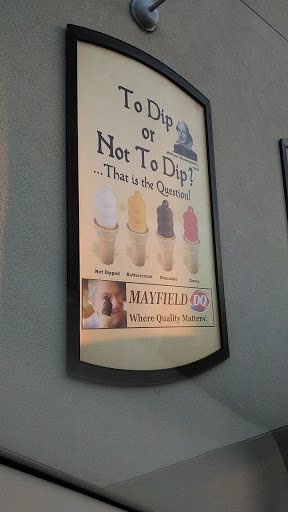 To Dip
or
Not To Dip?
...That is the Question!
Not Dipped Butterscotch Chocolate Cherry
MAYFIELD DQ
Where Quality Matters!